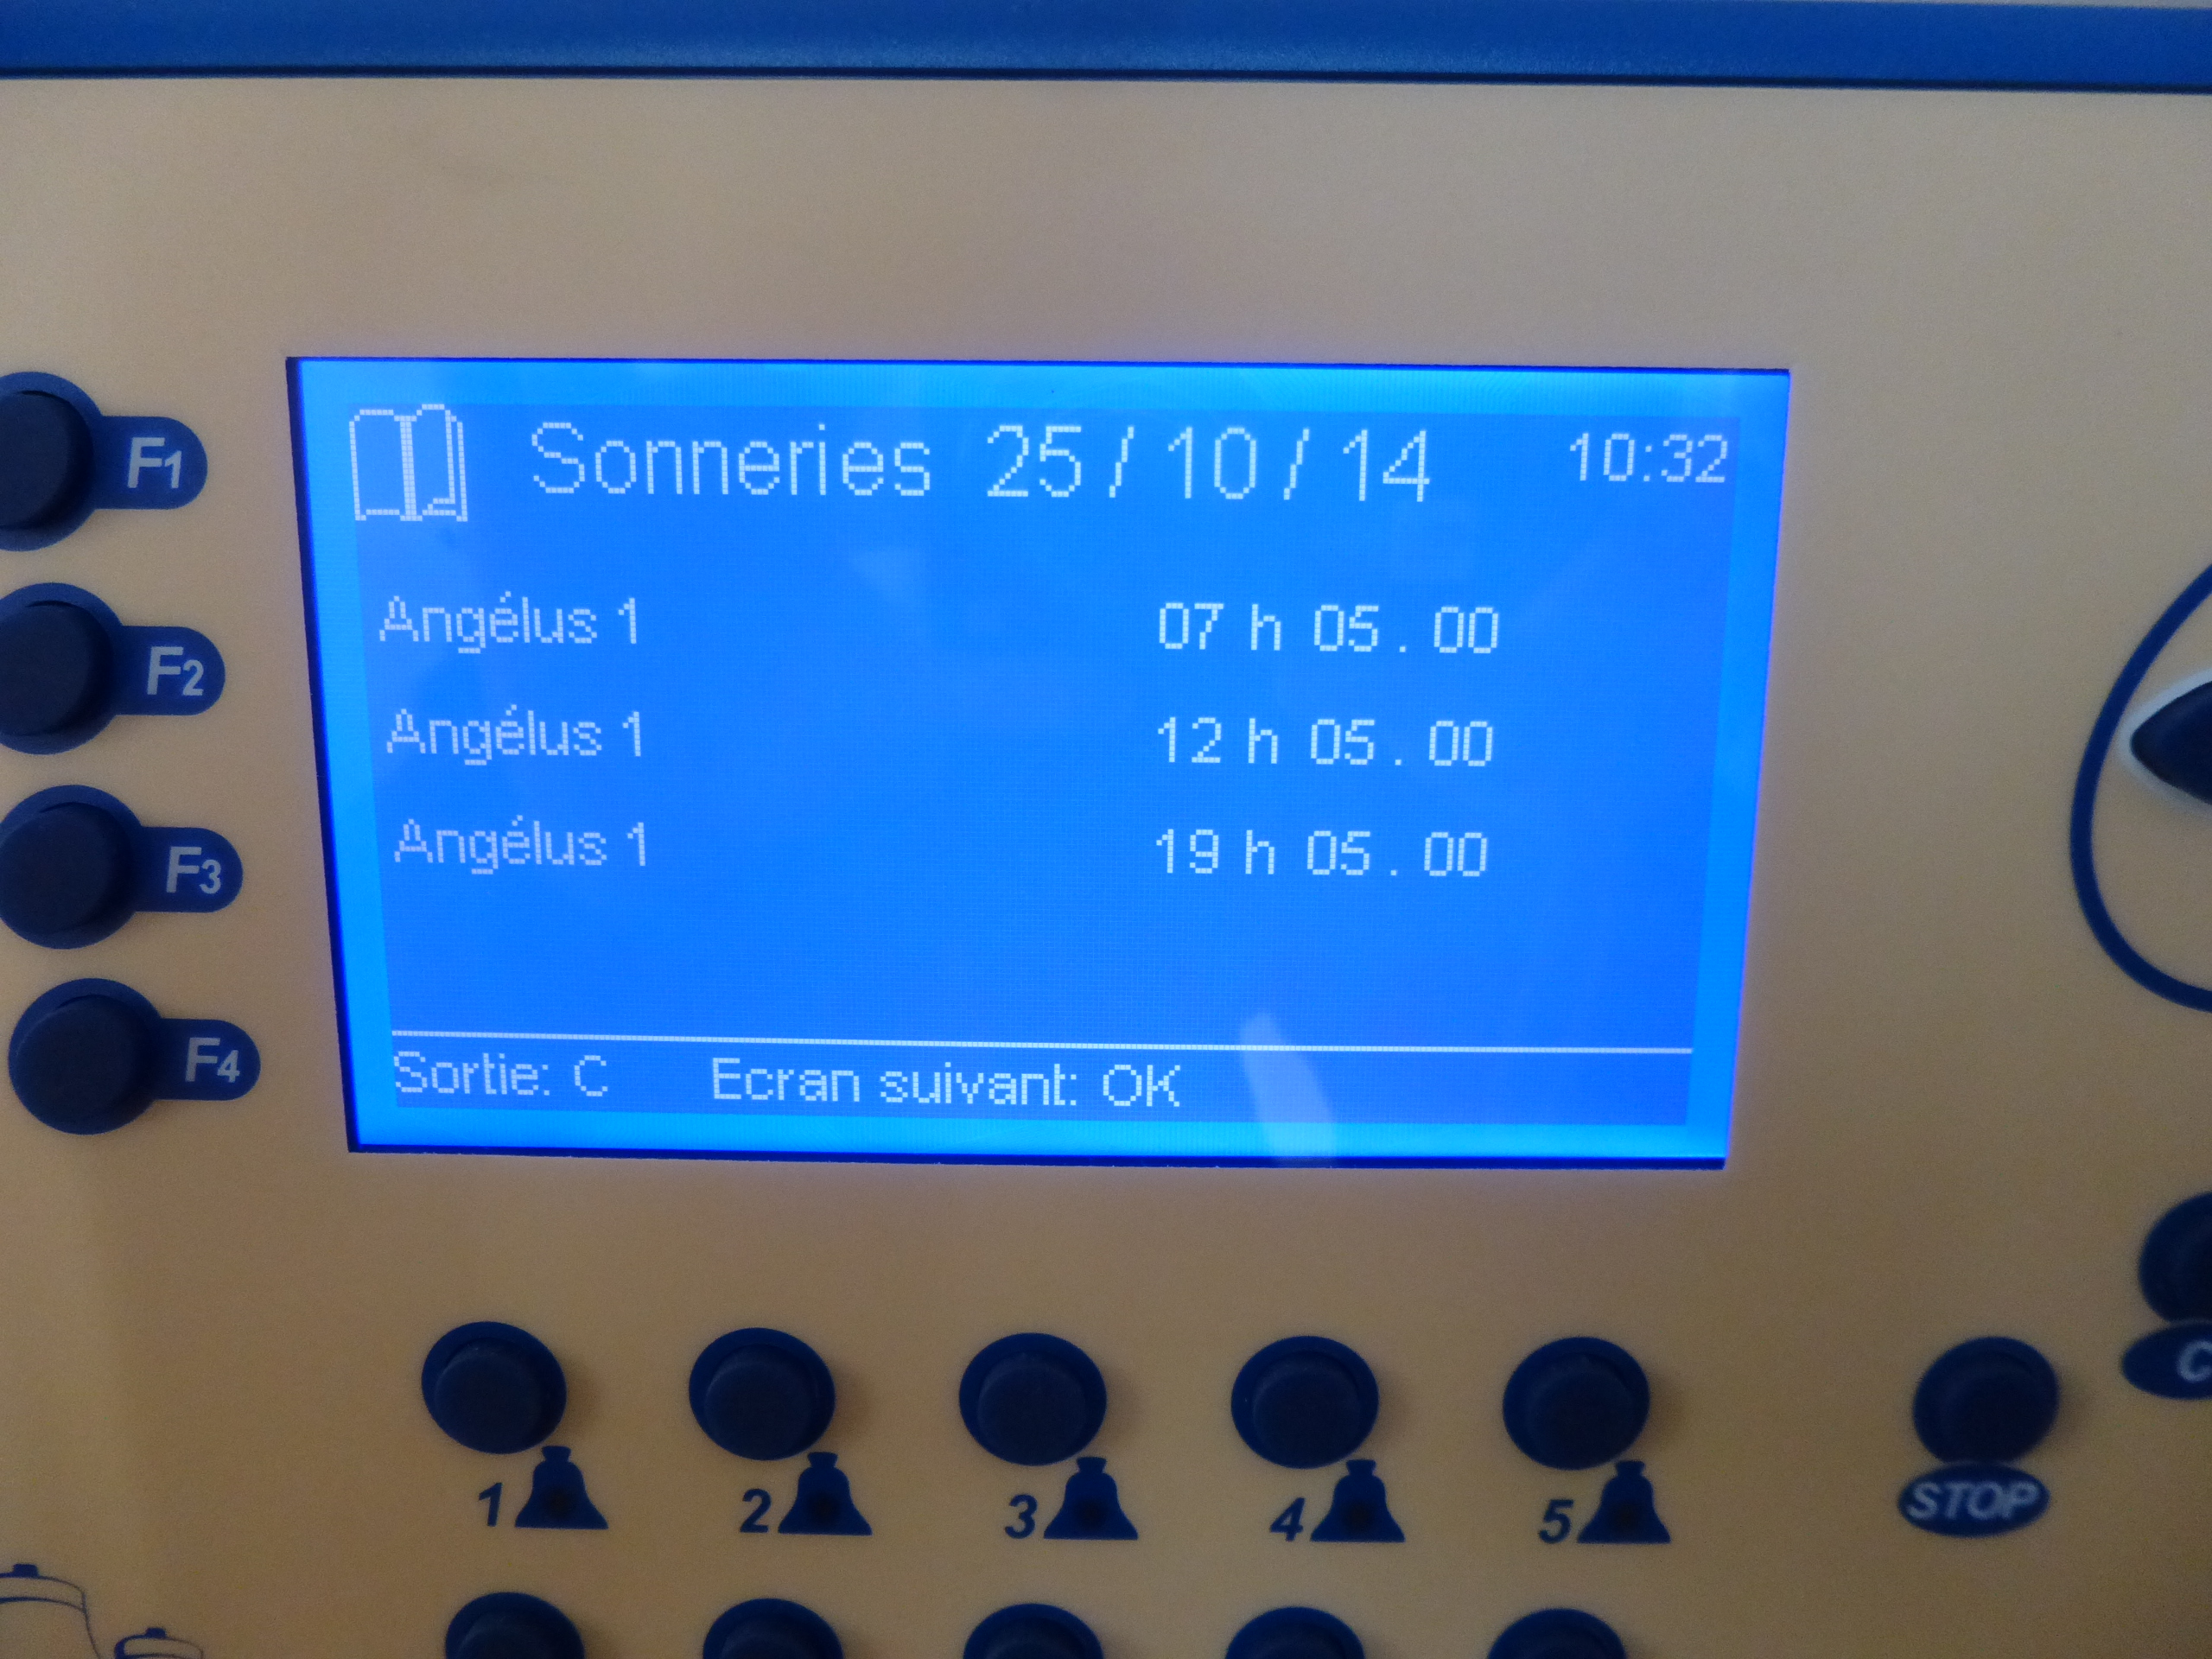 Sonneries 25/10/14 10:32
F1
Angélus 1 07 h 05 . 00
F2
Angélus 1 12 h 05 . 00
Angélus 1 19 h 05 . 00
F3
F4
Sortie: C Ecran suivant: OK
C
1 2 3 4 5 STOP